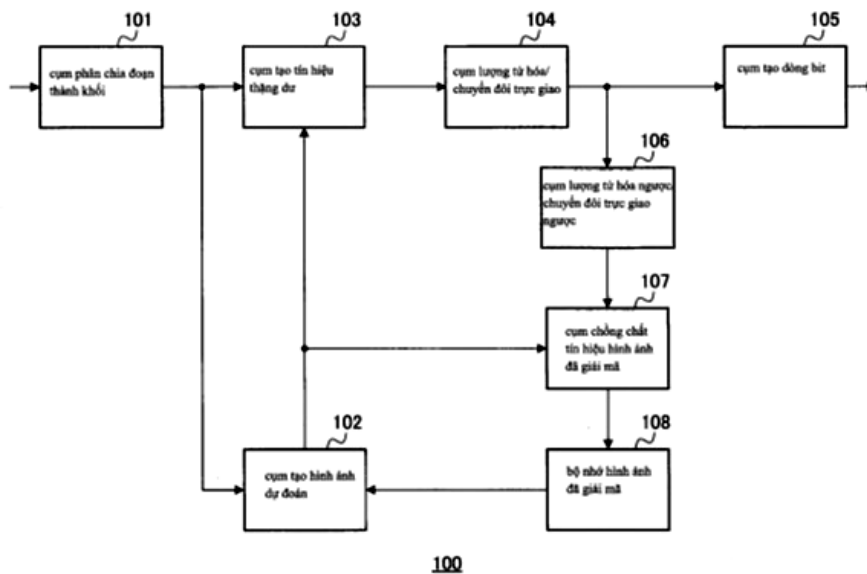 101
cụm phân chia đoạn
thành khối
103
cụm tạo tín hiệu
thặng dư
104
cụm lượng tử hóa/
chuyển đổi trực giao
105
cụm tạo dòng bit
106
cụm lượng tử hóa ngược/
chuyển đổi trực giao
ngược
107
cụm chồng chất
tín hiệu hình ảnh
đã giải mã
102
cụm tạo hình ảnh
dự đoán
108
bộ nhớ hình ảnh
đã giải mã
100